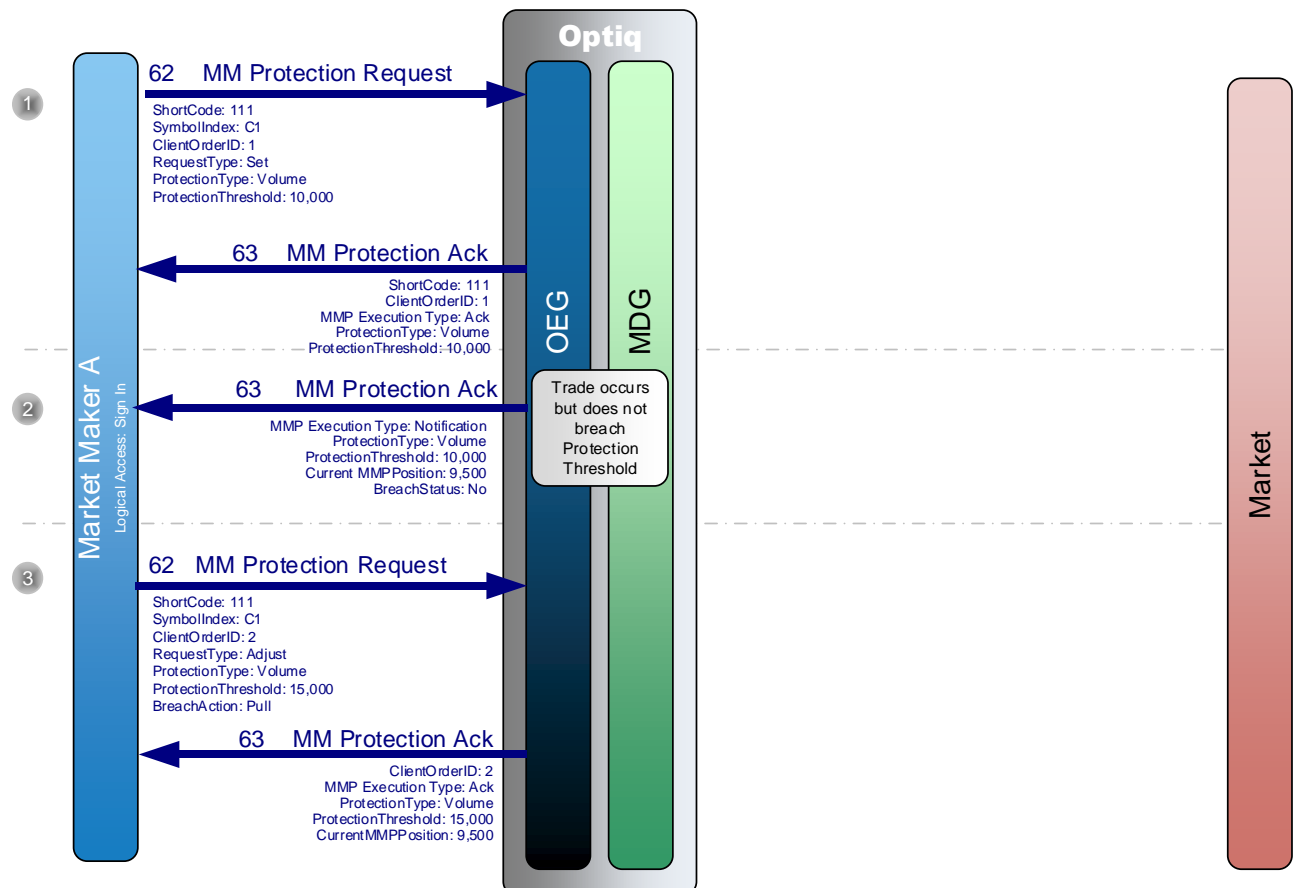 Optiq
62 MM Protection Request
1
ShortCode: 111
SymbolIndex: C1
ClientOrderID: 1
RequestType: Set
ProtectionType: Volume
ProtectionThreshold: 10,000
63 MM Protection Ack
ShortCode: 111
ClientOrderID: 1
MMP Execution Type: Ack
ProtectionType: Volume
ProtectionThreshold: 10,000
OEG
MDG
Market Maker A
Logical Access: Sign In
Market
2
63 MM Protection Ack
MMP Execution Type: Notification
ProtectionType: Volume
ProtectionThreshold: 10,000
Current MMPPosition: 9,500
BreachStatus: No
Trade occurs
but does not
breach
Protection
Threshold
3
62 MM Protection Request
ShortCode: 111
SymbolIndex: C1
ClientOrderID: 2
RequestType: Adjust
ProtectionType: Volume
ProtectionThreshold: 15,000
BreachAction: Pull
63 MM Protection Ack
ClientOrderID: 2
MMP Execution Type: Ack
ProtectionType: Volume
ProtectionThreshold: 15,000
CurrentMMPPosition: 9,500